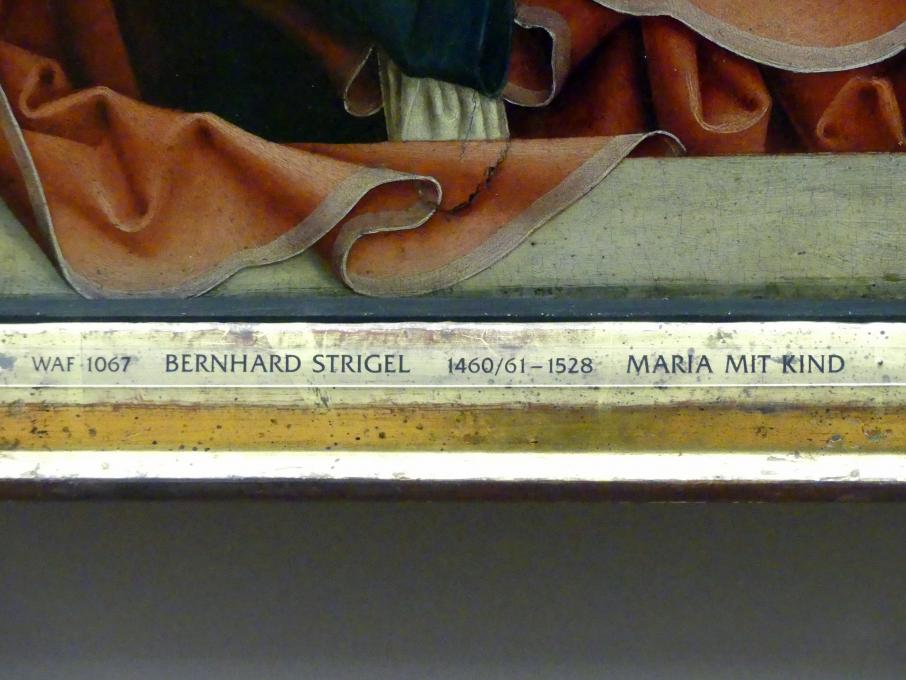 WAF 1067 BERNHARD STRIGEL 1460/61–1528 MARIA MIT KIND